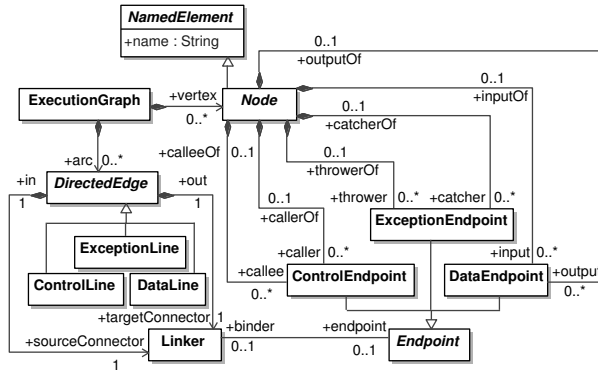 NamedElement
+name : String
0..1
+outputOf
ExecutionGraph
+vertex
0..*
Node
0..1
+inputOf
0..1
+catcherOf
+calleeOf
0..1
0..1
+throwerOf
+arc
0..*
+in
1
DirectedEdge
+out
1
0..1
+callerOf
+thrower
0..*
+catcher
0..*
ExceptionEndpoint
ExceptionLine
+caller
0..*
+input
0..*
ControlLine
DataLine
+callee
0..*
ControlEndpoint
DataEndpoint
+output
0..*
+targetConnector
1
+sourceConnector
1
Linker
+binder
0..1
+endpoint
0..1
Endpoint